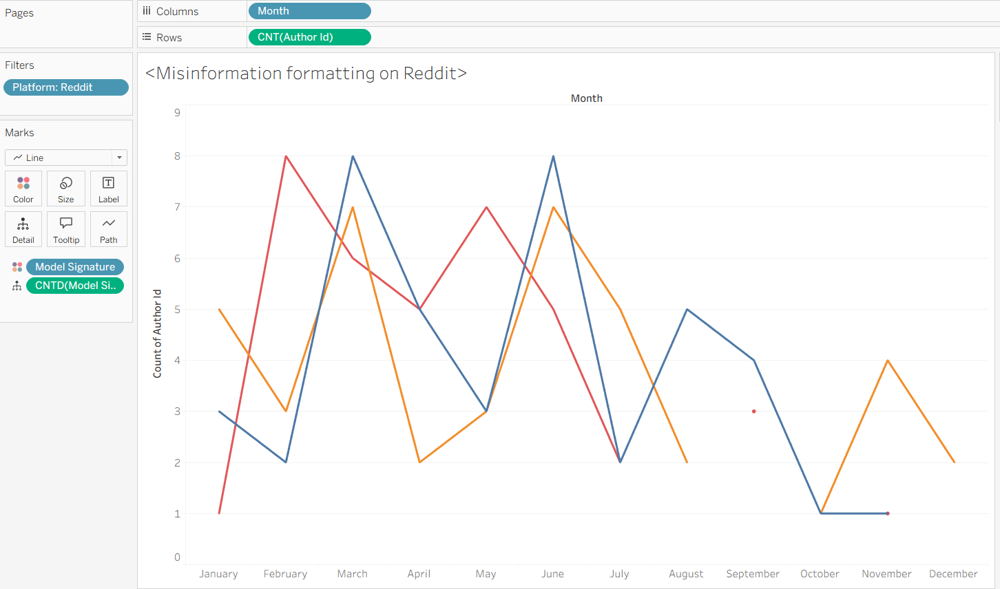 Pages
Columns
Month
Rows
CNT(Author Id)
Filters
Platform: Reddit
Marks
Line
Color
Size
Label
Detail
Tooltip
Path
Model Signature
CNTD(Model Si..
<Misinformation formatting on Reddit>
Month
Count of Author Id
9
8
7
6
5
4
3
2
1
0
January February March April May June July August September October November December